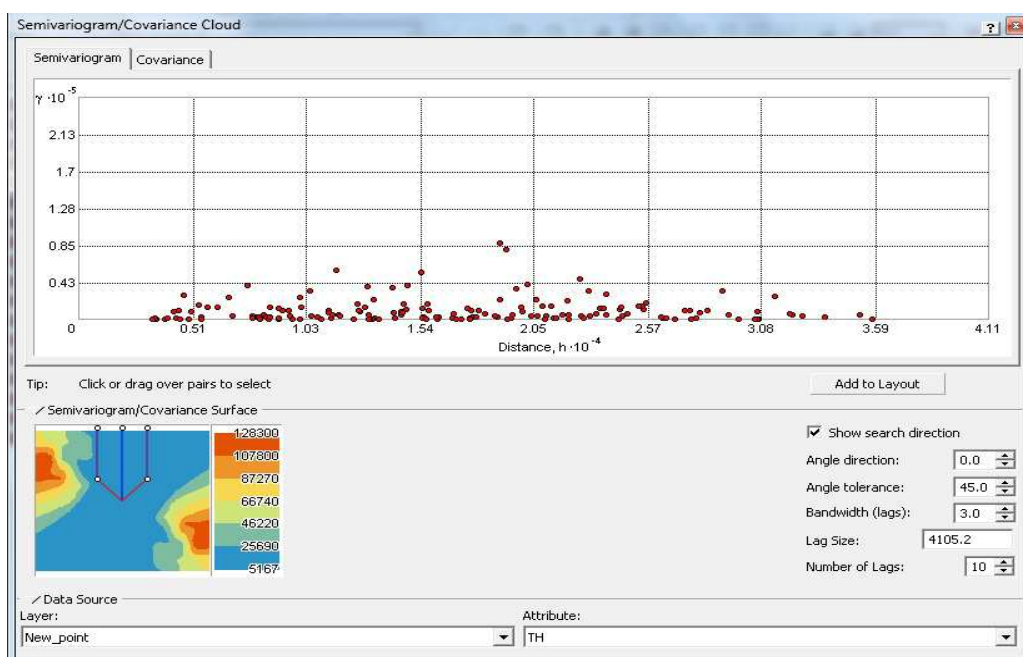 Semivariogram/Covariance Cloud
?
Semivariogram
Covariance
γ·10 -5
2.13
1.7
1.28
0.85
0.43
0 0.51 1.03 1.54 2.05 2.57 3.08 3.59 4.11
Distance, h·10 -4
Tip: Click or drag over pairs to select
Add to Layout
Semivariogram/Covariance Surface
128300
107800
87270
66740
46220
25690
5167
Show search direction
Angle direction: 0.0
Angle tolerance: 45.0
Bandwidth (lags): 3.0
Lag Size: 4105.2
Number of Lags: 10
Data Source
Layer: Attribute:
New_point TH